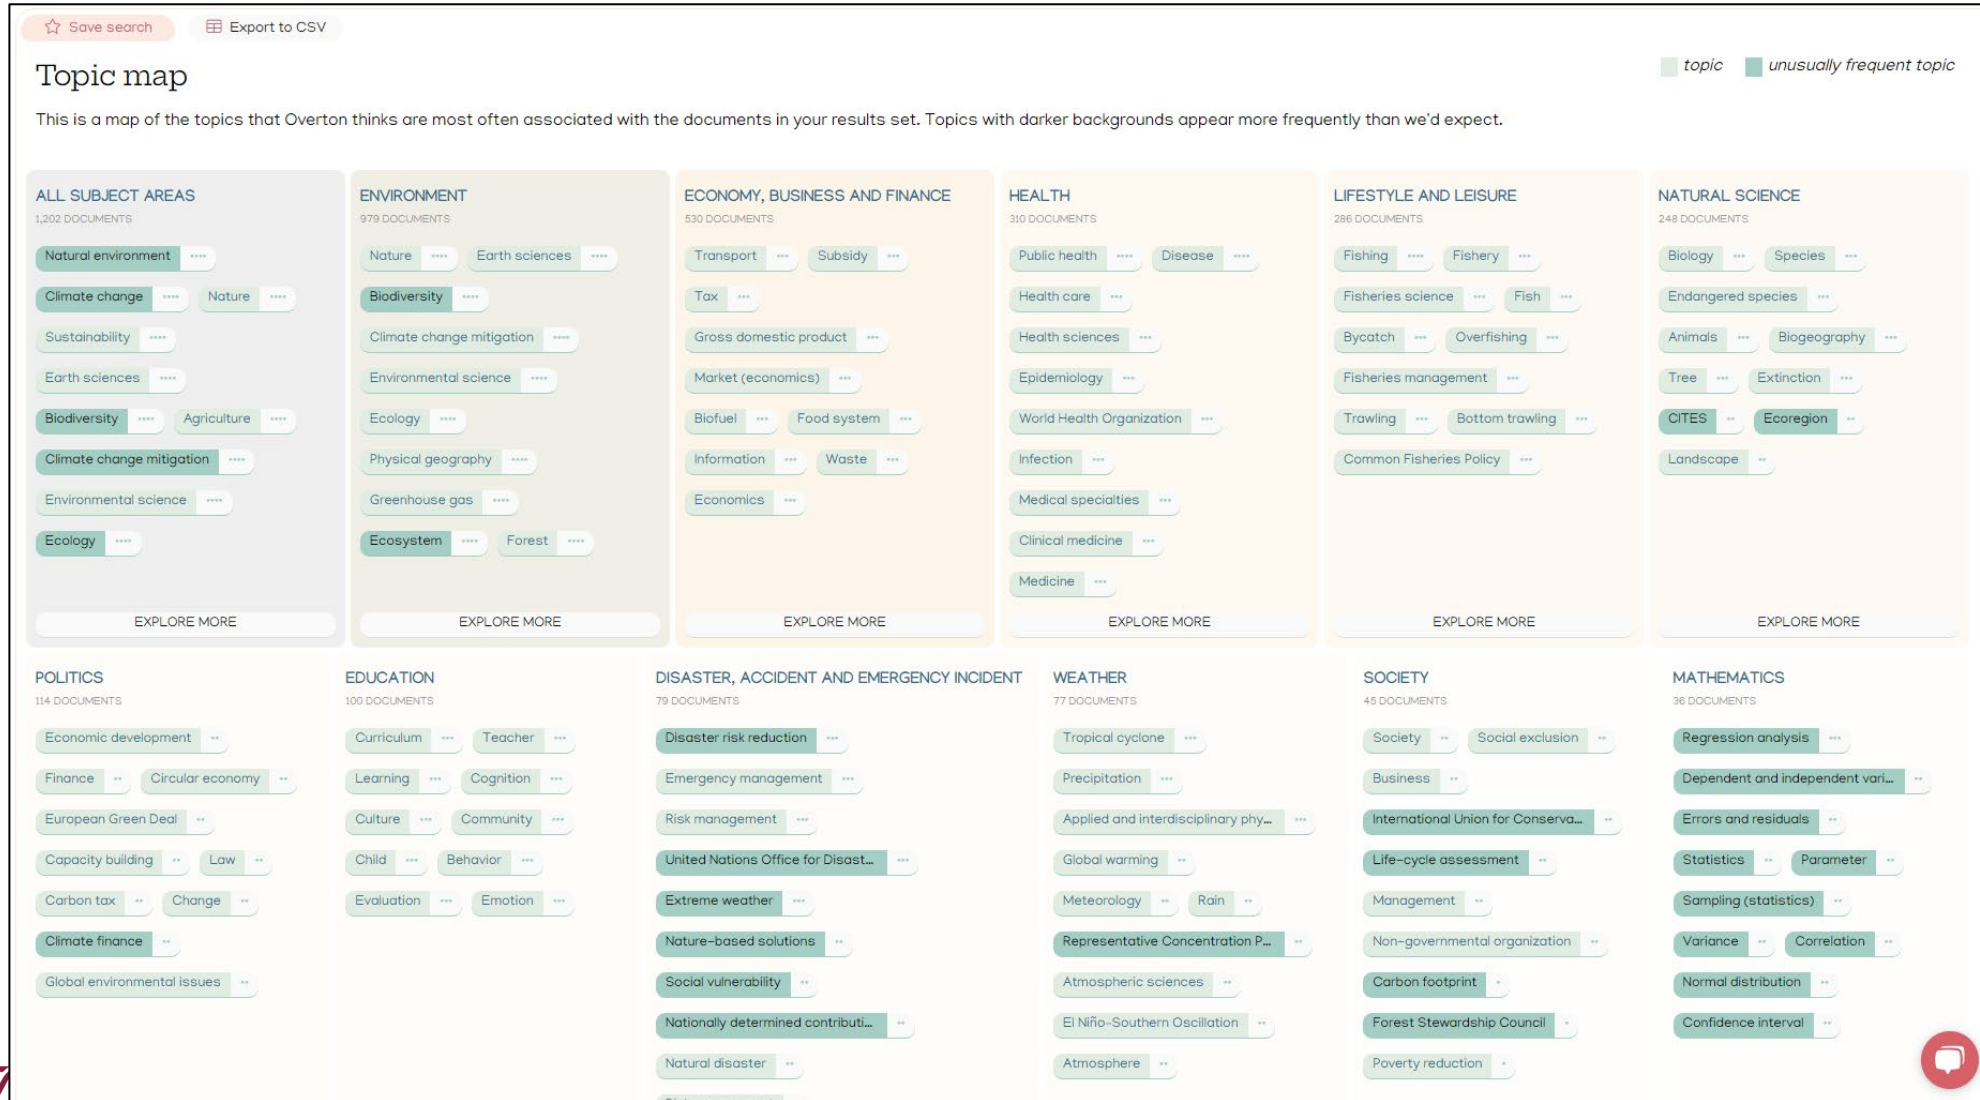 Save search
Export to CSV
Topic map
topic
unusually frequent topic
This is a map of the topics that Overton thinks are most often associated with the documents in your results set. Topics with darker backgrounds appear more frequently than we'd expect.
ALL SUBJECT AREAS
1,202 DOCUMENTS
Natural environment
Climate change
Nature
Sustainability
Earth sciences
Biodiversity
Agriculture
Climate change mitigation
Environmental science
Ecology
EXPLORE MORE
ENVIRONMENT
979 DOCUMENTS
Nature
Earth sciences
Biodiversity
Climate change mitigation
Environmental science
Ecology
Physical geography
Greenhouse gas
Ecosystem
Forest
EXPLORE MORE
ECONOMY, BUSINESS AND FINANCE
530 DOCUMENTS
Transport
Subsidy
Tax
Gross domestic product
Market (economics)
Biofuel
Food system
Information
Waste
Economics
EXPLORE MORE
HEALTH
310 DOCUMENTS
Public health
Disease
Health care
Health sciences
Epidemiology
World Health Organization
Infection
Medical specialties
Clinical medicine
Medicine
EXPLORE MORE
LIFESTYLE AND LEISURE
286 DOCUMENTS
Fishing
Fishery
Fisheries science
Fish
Bycatch
Overfishing
Fisheries management
Trawling
Bottom trawling
Common Fisheries Policy
EXPLORE MORE
NATURAL SCIENCE
248 DOCUMENTS
Biology
Species
Endangered species
Animals
Biogeography
Tree
Extinction
CITES
Ecoregion
Landscape
EXPLORE MORE
POLITICS
114 DOCUMENTS
Economic development
Finance
Circular economy
European Green Deal
Capacity building
Law
Carbon tax
Change
Climate finance
Global environmental issues
EDUCATION
100 DOCUMENTS
Curriculum
Teacher
Learning
Cognition
Culture
Community
Child
Behavior
Evaluation
Emotion
DISASTER, ACCIDENT AND EMERGENCY INCIDENT
79 DOCUMENTS
Disaster risk reduction
Emergency management
Risk management
United Nations Office for Disast...
Extreme weather
Nature-based solutions
Social vulnerability
Nationally determined contributi...
Natural disaster
WEATHER
77 DOCUMENTS
Tropical cyclone
Precipitation
Applied and interdisciplinary phy...
Global warming
Meteorology
Rain
Representative Concentration P...
Atmospheric sciences
El Niño-Southern Oscillation
Atmosphere
SOCIETY
45 DOCUMENTS
Society
Social exclusion
Business
International Union for Conserva...
Life-cycle assessment
Management
Non-governmental organization
Carbon footprint
Forest Stewardship Council
Poverty reduction
MATHEMATICS
36 DOCUMENTS
Regression analysis
Dependent and independent vari...
Errors and residuals
Statistics
Parameter
Sampling (statistics)
Variance
Correlation
Normal distribution
Confidence interval